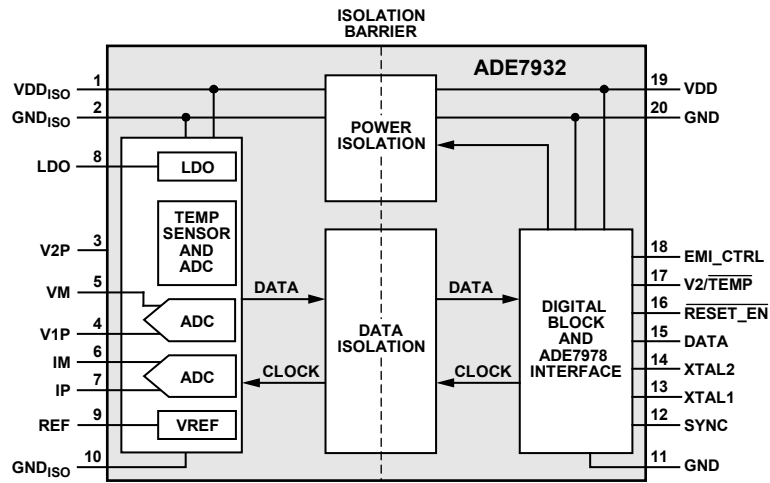 ISOLATION
BARRIER
ADE7932
1
VDDISO
2
GNDISO
8
LDO
3
V2P
5
VM
4
V1P
6
IM
7
IP
9
REF
10
GNDISO
LDO
TEMP
SENSOR
AND
ADC
ADC
ADC
VREF
POWER
ISOLATION
DATA
CLOCK
DATA
ISOLATION
DATA
CLOCK
DIGITAL
BLOCK
AND
ADE7978
INTERFACE
19
VDD
20
GND
18
EMI_CTRL
17
V2/TEMP
16
RESET_EN
15
DATA
14
XTAL2
13
XTAL1
12
SYNC
11
GND